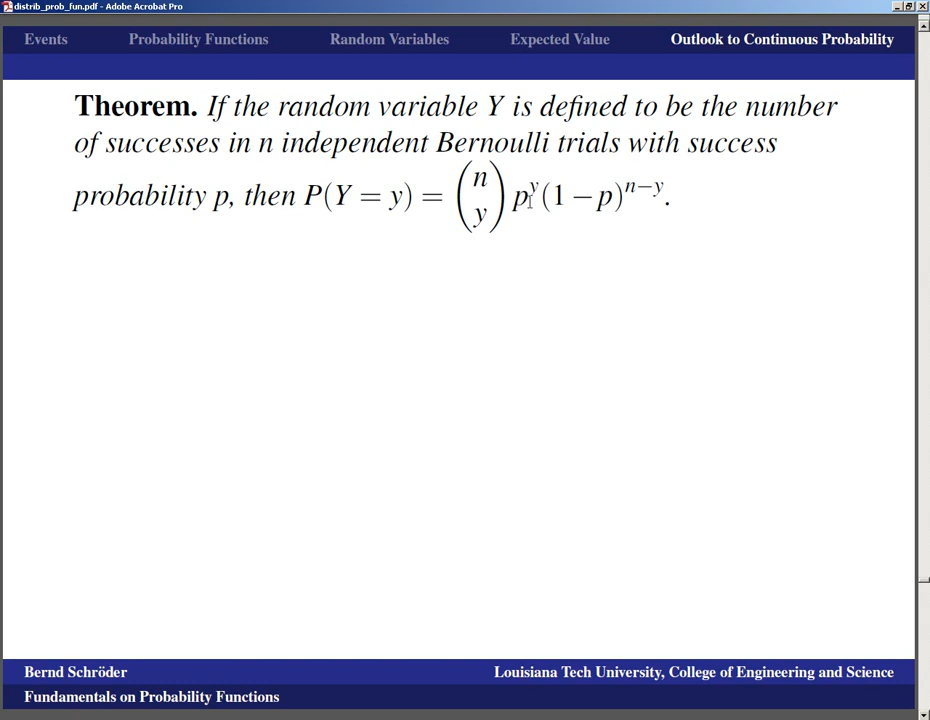 distrib_prob_fun.pdf - Adobe Acrobat Pro
Events Probability Functions Random Variables Expected Value Outlook to Continuous Probability
Theorem. If the random variable Y is defined to be the number
of successes in n independent Bernoulli trials with success
probability p, then P(Y = y) = (n y) p^y (1 − p)^{n−y}.
Bernd Schröder Louisiana Tech University, College of Engineering and Science
Fundamentals on Probability Functions